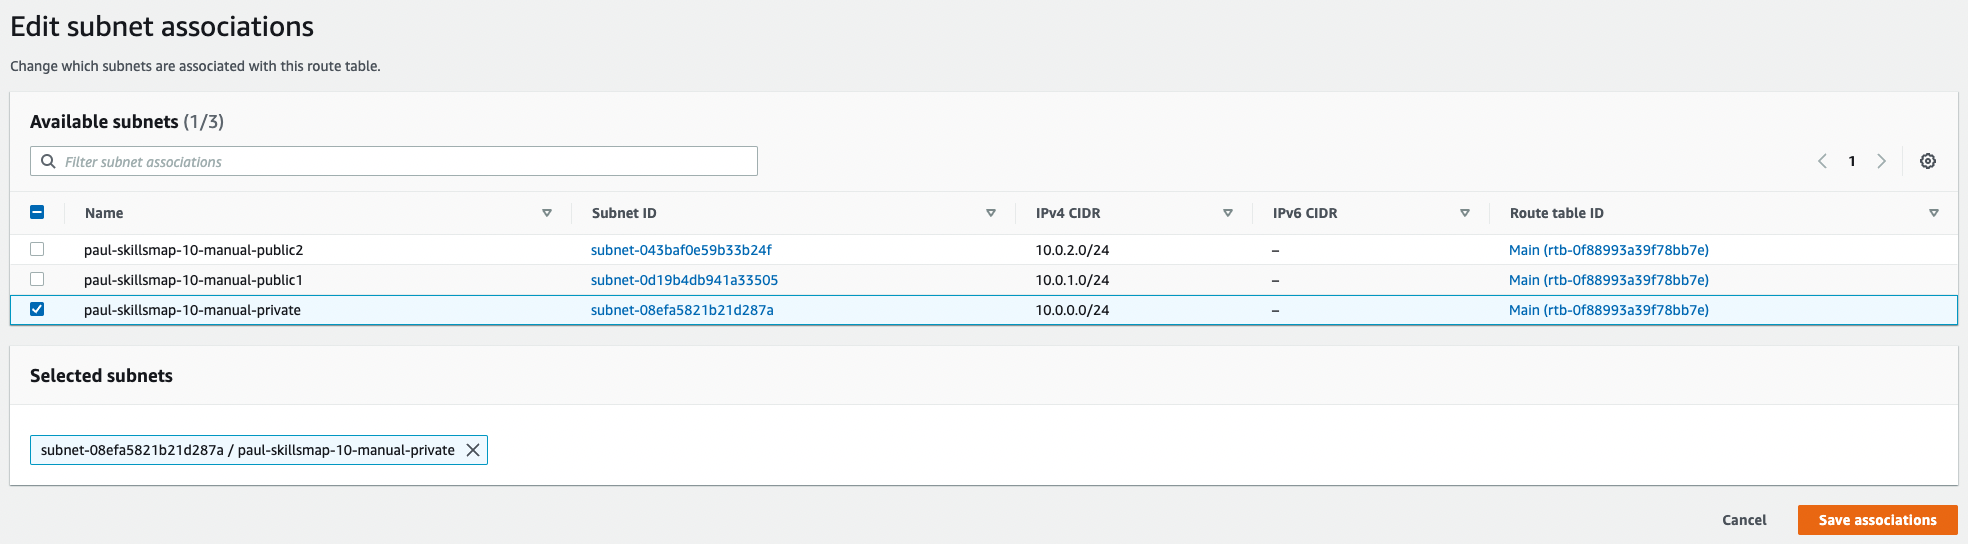 Edit subnet associations
Change which subnets are associated with this route table.
Available subnets (1/3)
Filter subnet associations
1
Name Subnet ID IPv4 CIDR IPv6 CIDR Route table ID
paul-skillsmap-10-manual-public2 subnet-043baf0e59b33b24f 10.0.2.0/24 – Main (rtb-0f88993a39f78bb7e)
paul-skillsmap-10-manual-public1 subnet-0d19b4db941a33505 10.0.1.0/24 – Main (rtb-0f88993a39f78bb7e)
paul-skillsmap-10-manual-private subnet-08efa5821b21d287a 10.0.0.0/24 – Main (rtb-0f88993a39f78bb7e)
Selected subnets
subnet-08efa5821b21d287a / paul-skillsmap-10-manual-private
Cancel Save associations